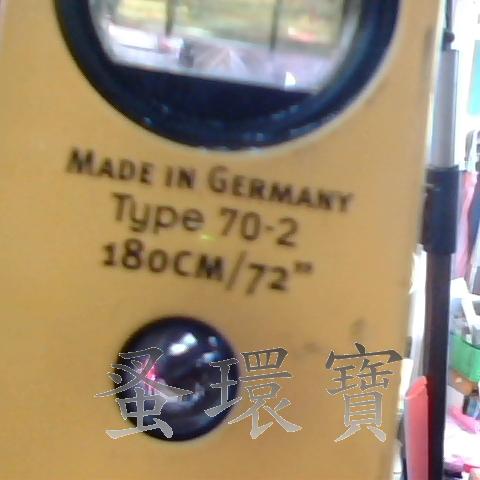 MADE IN GERMANY
Type 70-2
180CM/72"
蚤環寶